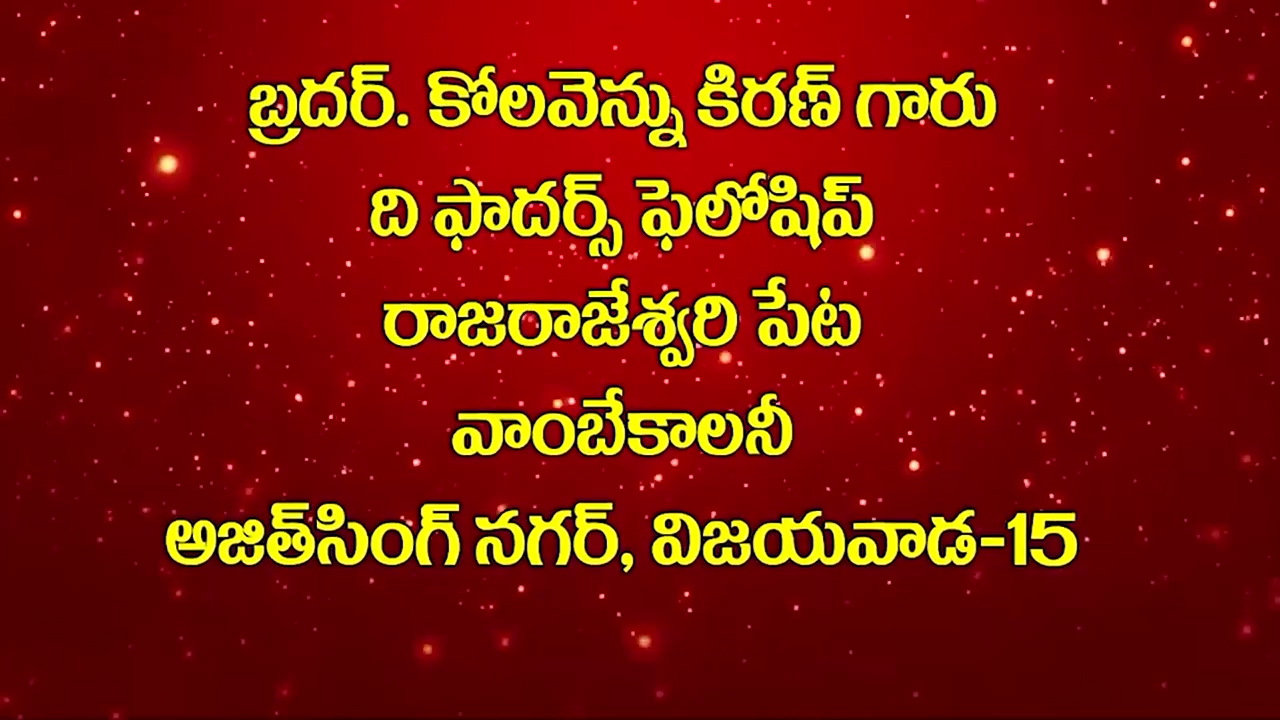 బ్రదర్. కోలవెన్ను కిరణ్ గారు
ది ఫాదర్స్ ఫెలోషిప్
రాజరాజేశ్వరి పేట
వాంబేకాలనీ
అజిత్‌సింగ్ నగర్, విజయవాడ-15